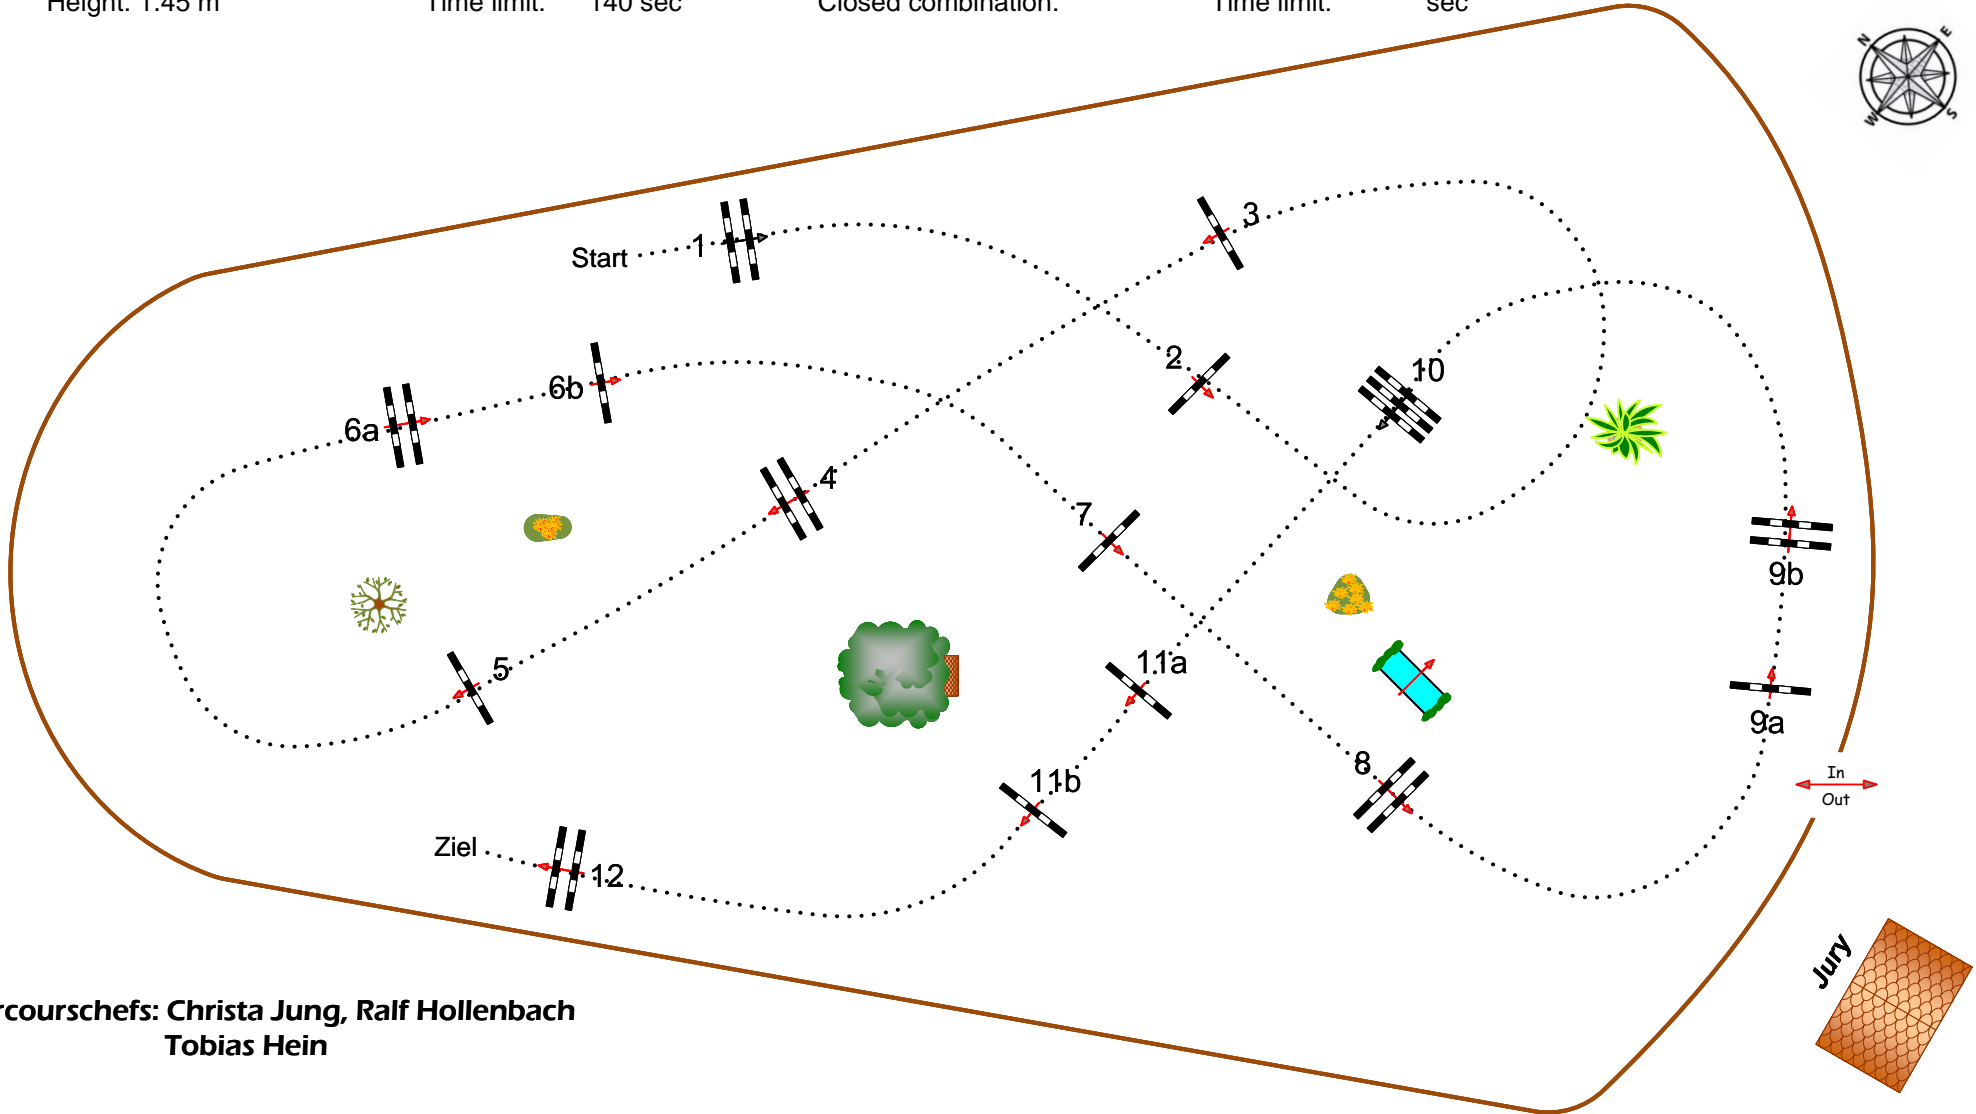 Height: 1.45 m Time limit: 140 sec Closed combination: Time limit: sec
N E
W S
Start 1
3
2
10
6a 6b
4
7
9b
5
11a
9a
8
11b
In
Out
Ziel 12
Jury
rcourschefs: Christa Jung, Ralf Hollenbach
Tobias Hein